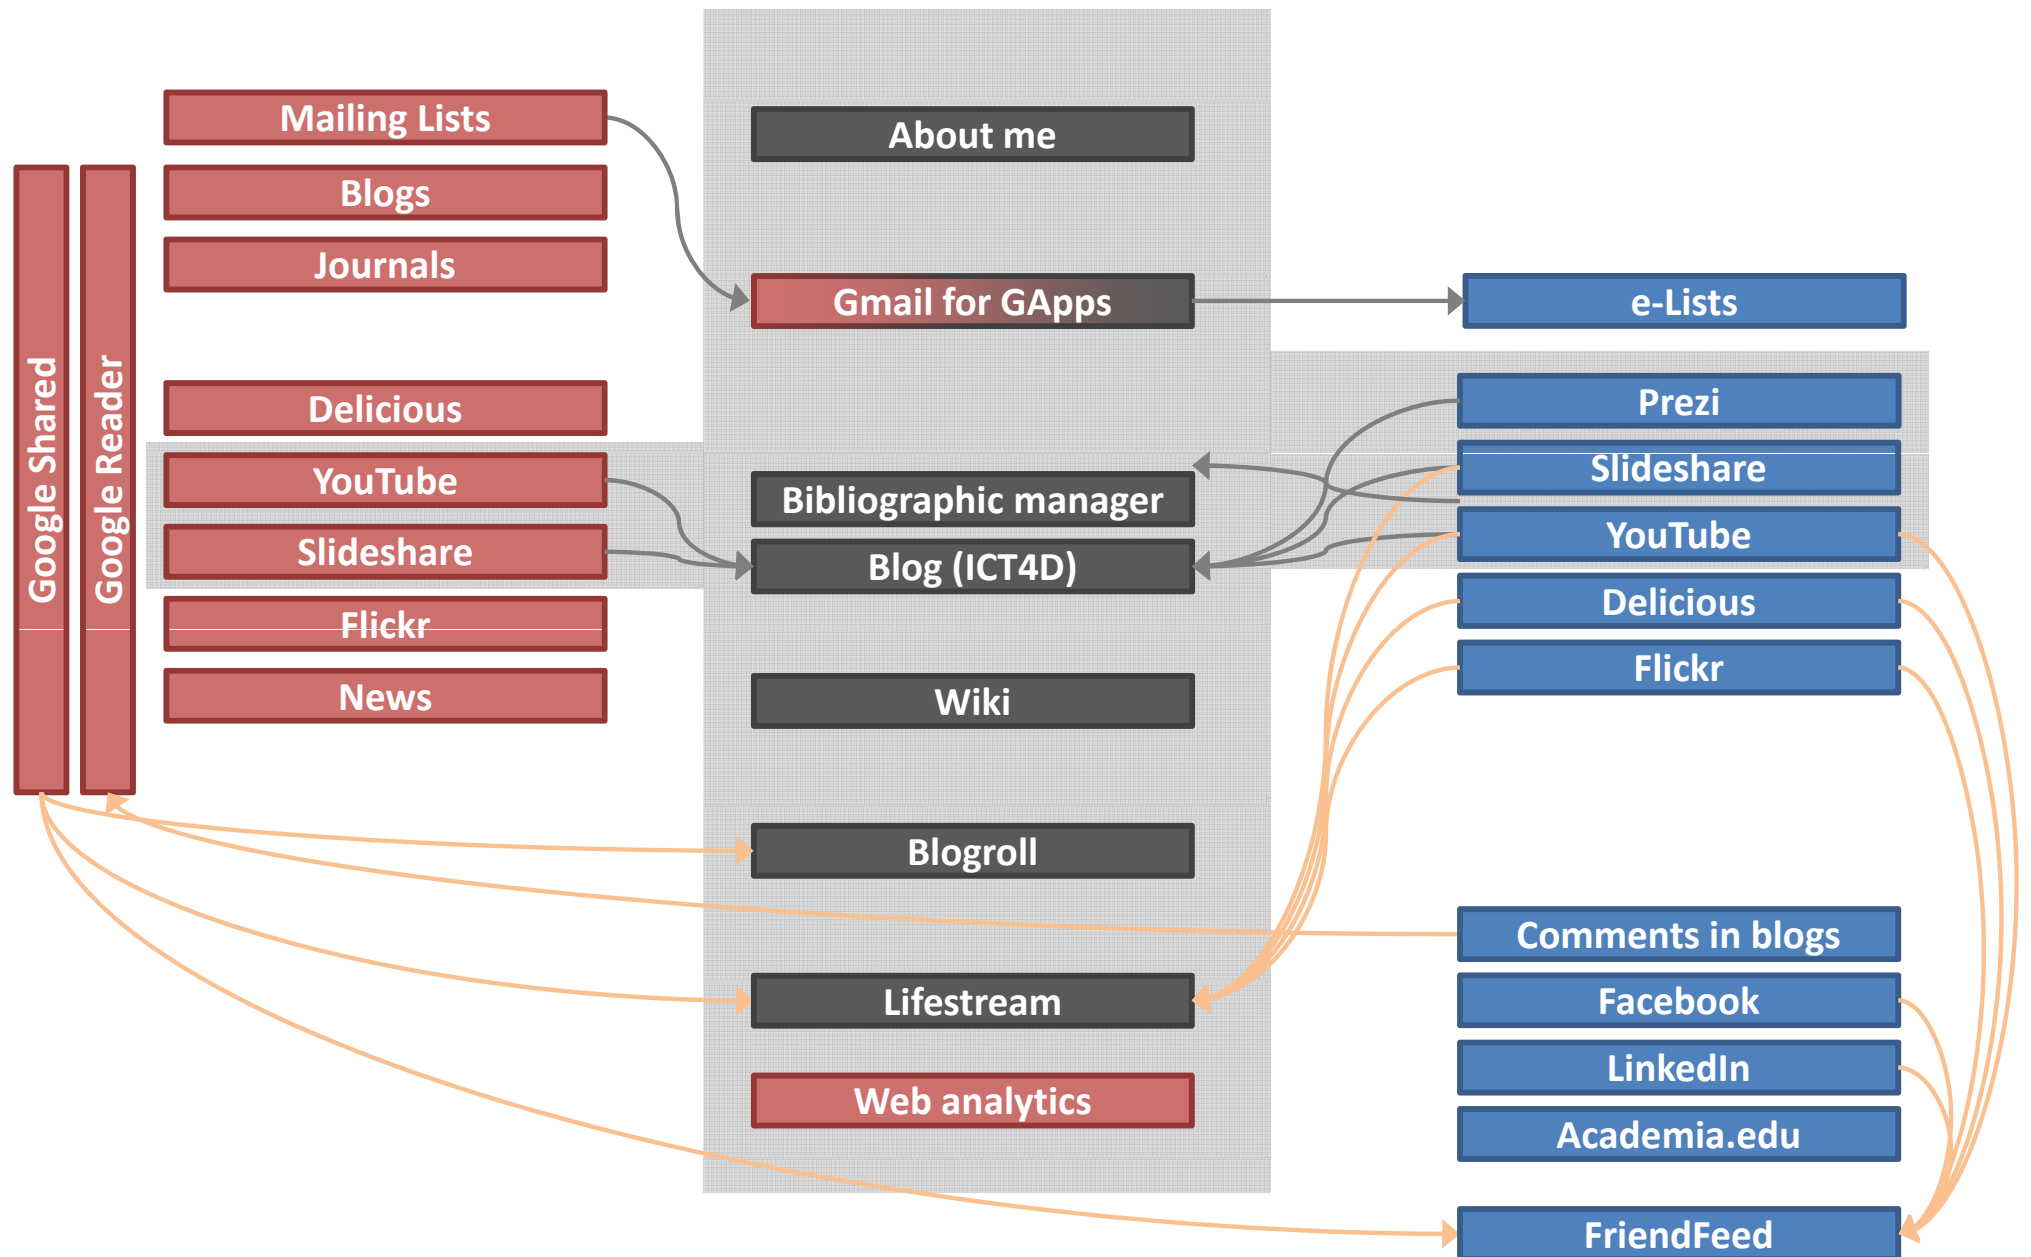 Google Shared
Google Reader
Mailing Lists
Blogs
Journals
Delicious
YouTube
Slideshare
Flickr
News
About me
Gmail for GApps
Bibliographic manager
Blog (ICT4D)
Wiki
Blogroll
Lifestream
Web analytics
e-Lists
Prezi
Slideshare
YouTube
Delicious
Flickr
Comments in blogs
Facebook
LinkedIn
Academia.edu
FriendFeed